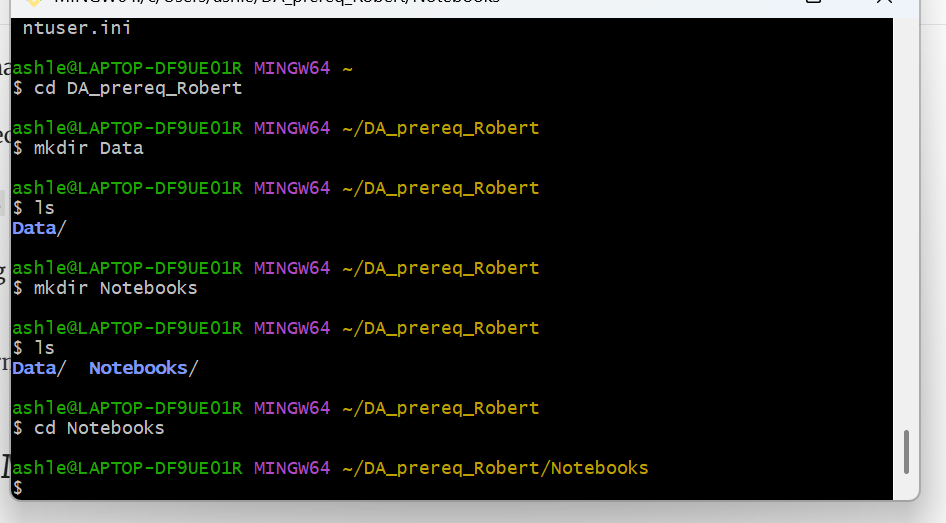 ntuser.ini
ashle@LAPTOP-DF9UE01R MINGW64 ~
$ cd DA_prereq_Robert
ashle@LAPTOP-DF9UE01R MINGW64 ~/DA_prereq_Robert
$ mkdir Data
ashle@LAPTOP-DF9UE01R MINGW64 ~/DA_prereq_Robert
$ ls
Data/
ashle@LAPTOP-DF9UE01R MINGW64 ~/DA_prereq_Robert
$ mkdir Notebooks
ashle@LAPTOP-DF9UE01R MINGW64 ~/DA_prereq_Robert
$ ls
Data/  Notebooks/
ashle@LAPTOP-DF9UE01R MINGW64 ~/DA_prereq_Robert
$ cd Notebooks
ashle@LAPTOP-DF9UE01R MINGW64 ~/DA_prereq_Robert/Notebooks
$